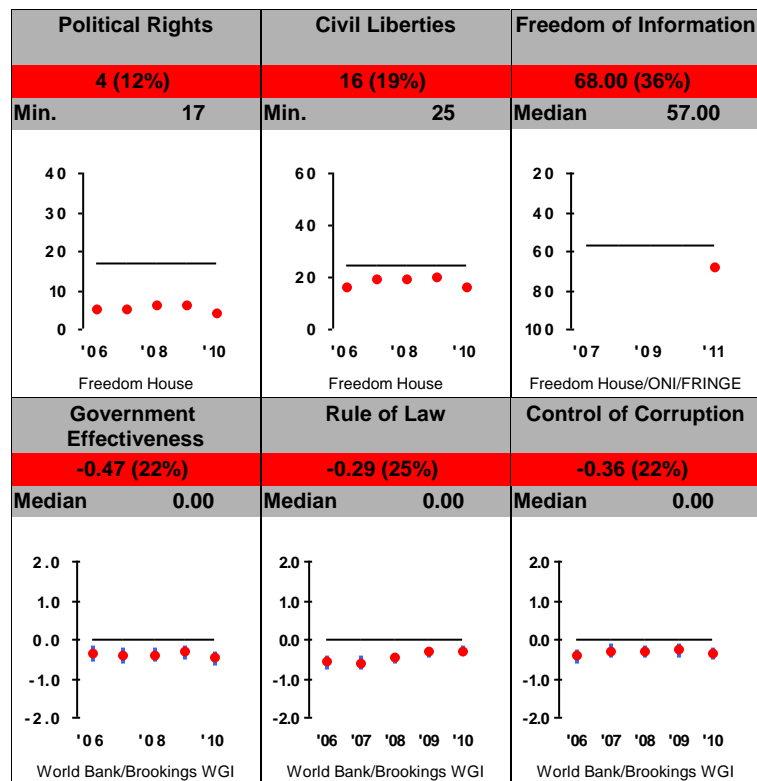 Political Rights
4 (12%)
Min. 17
40
30
20
10
0
'06 '08 '10
Freedom House
Civil Liberties
16 (19%)
Min. 25
60
40
20
0
'06 '08 '10
Freedom House
Freedom of Information
68.00 (36%)
Median 57.00
20
40
60
80
100
'07 '09 '11
Freedom House/ONI/FRINGE
Government
Effectiveness
-0.47 (22%)
Median 0.00
2.0
1.0
0.0
-1.0
-2.0
'06 '08 '10
World Bank/Brookings WGI
Rule of Law
-0.29 (25%)
Median 0.00
2.0
1.0
0.0
-1.0
-2.0
'06 '07 '08 '09 '10
World Bank/Brookings WGI
Control of Corruption
-0.36 (22%)
Median 0.00
2.0
1.0
0.0
-1.0
-2.0
'06 '07 '08 '09 '10
World Bank/Brookings WGI